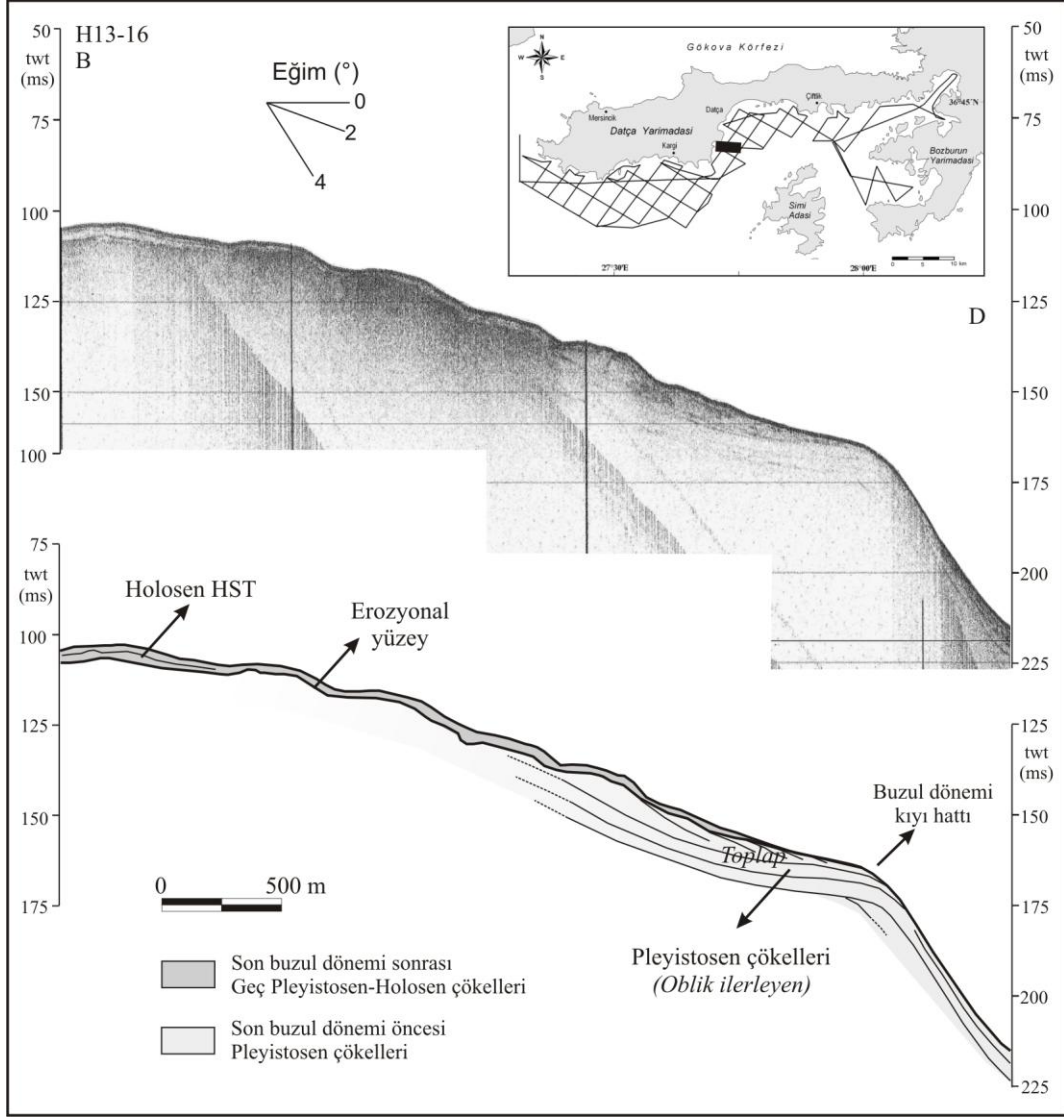 50
twt
(ms)
75
100
125
150
100
H13-16
B
Eğim (°)
0
2
4
N
W
E
S
Gökova Körfezi
Mersincik
Datça
Çiftlik
Datça Yarimadasi
Kargi
36°45´N
Bozburun
Yarimadasi
Simi
Adasi
27°30´E
28°00´E
0 5 10 km
50
twt
(ms)
75
100
D
125
150
175
200
225
75
twt
(ms)
100
125
150
175
Holosen HST
Erozyonal
yüzey
Buzul dönemi
kıyı hattı
Toplap
Pleyistosen çökelleri
(Oblik ilerleyen)
0 500 m
Son buzul dönemi sonrası
Geç Pleyistosen-Holosen çökelleri
Son buzul dönemi öncesi
Pleyistosen çökelleri
125
twt
(ms)
150
175
200
225